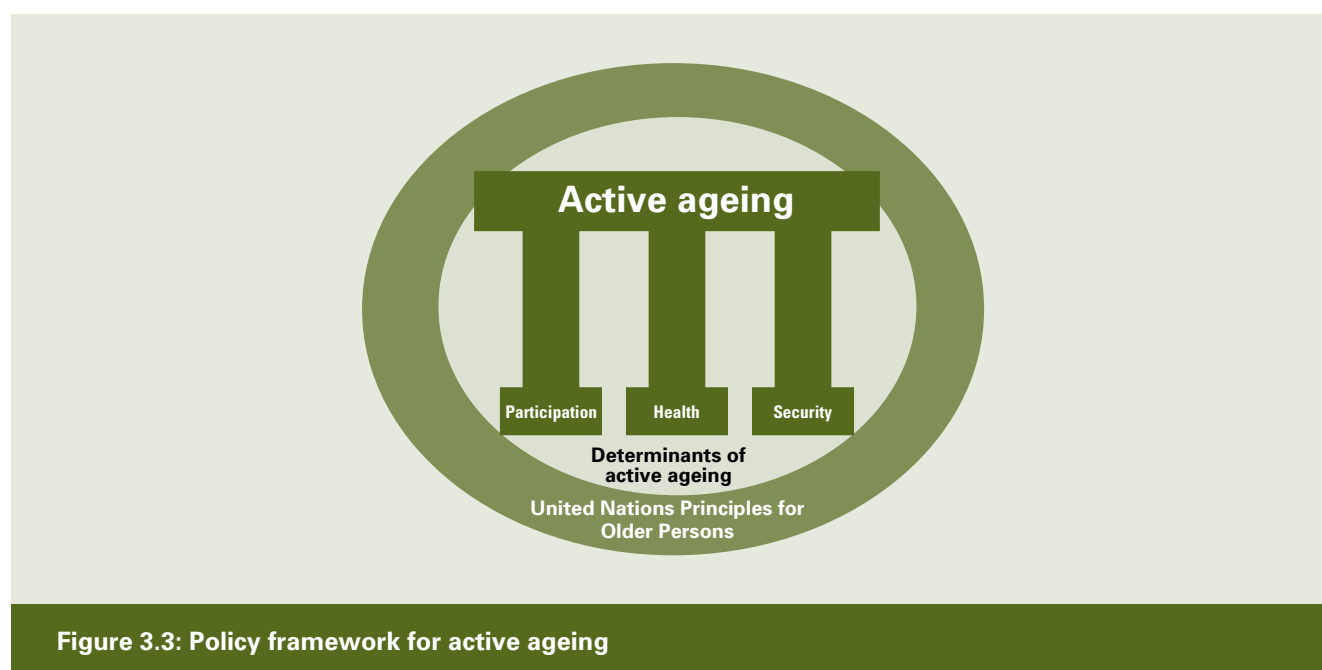 Active ageing
Participation
Health
Security
Determinants of
active ageing
United Nations Principles for
Older Persons
Figure 3.3: Policy framework for active ageing